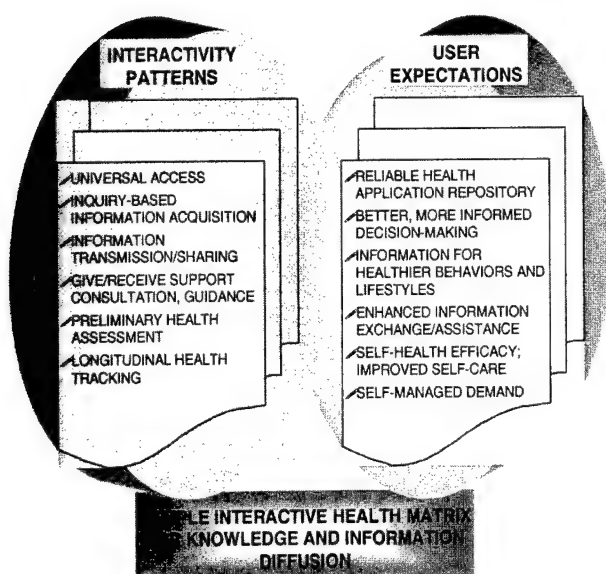 INTERACTIVITY
PATTERNS
UNIVERSAL ACCESS
INQUIRY-BASED
INFORMATION ACQUISITION
INFORMATION
TRANSMISSION/SHARING
GIVE/RECEIVE SUPPORT
CONSULTATION, GUIDANCE
PRELIMINARY HEALTH
ASSESSMENT
LONGITUDINAL HEALTH
TRACKING
USER
EXPECTATIONS
RELIABLE HEALTH
APPLICATION REPOSITORY
BETTER, MORE INFORMED
DECISION-MAKING
INFORMATION FOR
HEALTHIER BEHAVIORS AND
LIFESTYLES
ENHANCED INFORMATION
EXCHANGE/ASSISTANCE
SELF-HEALTH EFFICACY;
IMPROVED SELF-CARE
SELF-MANAGED DEMAND
INTERACTIVE HEALTH MATRIX
KNOWLEDGE AND INFORMATION
DIFFUSION